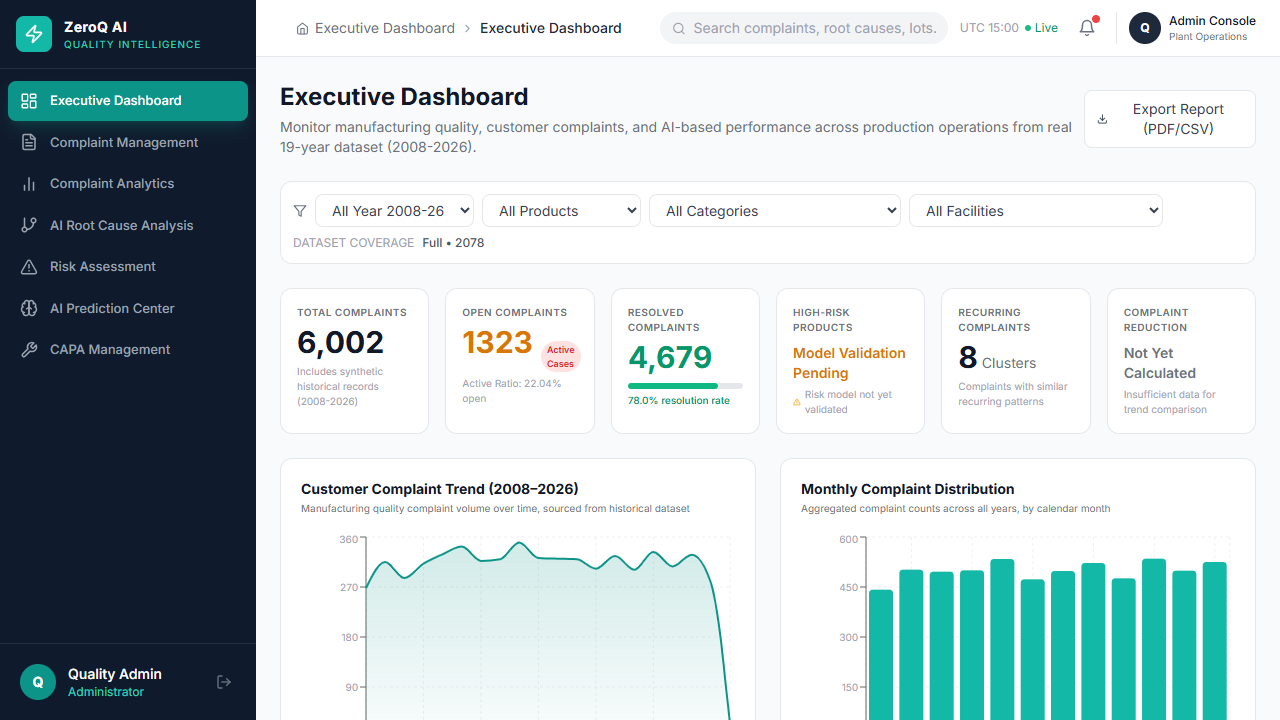 ZeroQ AI
QUALITY INTELLIGENCE
Executive Dashboard
Complaint Management
Complaint Analytics
AI Root Cause Analysis
Risk Assessment
AI Prediction Center
CAPA Management
Q
Quality Admin
Administrator
Executive Dashboard > Executive Dashboard
Search complaints, root causes, lots.
UTC 15:00 ● Live
Q
Admin Console
Plant Operations
Executive Dashboard
Monitor manufacturing quality, customer complaints, and AI-based performance across production operations from real
19-year dataset (2008-2026).
Export Report
(PDF/CSV)
All Year 2008-26
All Products
All Categories
All Facilities
DATASET COVERAGE Full • 2078
TOTAL COMPLAINTS
6,002
Includes synthetic
historical records
(2008-2026)
OPEN COMPLAINTS
1323
Active
Cases
Active Ratio: 22.04%
open
RESOLVED
COMPLAINTS
4,679
78.0% resolution rate
HIGH-RISK
PRODUCTS
Model Validation
Pending
Risk model not yet
validated
RECURRING
COMPLAINTS
8 Clusters
Complaints with similar
recurring patterns
COMPLAINT
REDUCTION
Not Yet
Calculated
Insufficient data for
trend comparison
Customer Complaint Trend (2008–2026)
Manufacturing quality complaint volume over time, sourced from historical dataset
360
270
180
90
Monthly Complaint Distribution
Aggregated complaint counts across all years, by calendar month
600
450
300
150